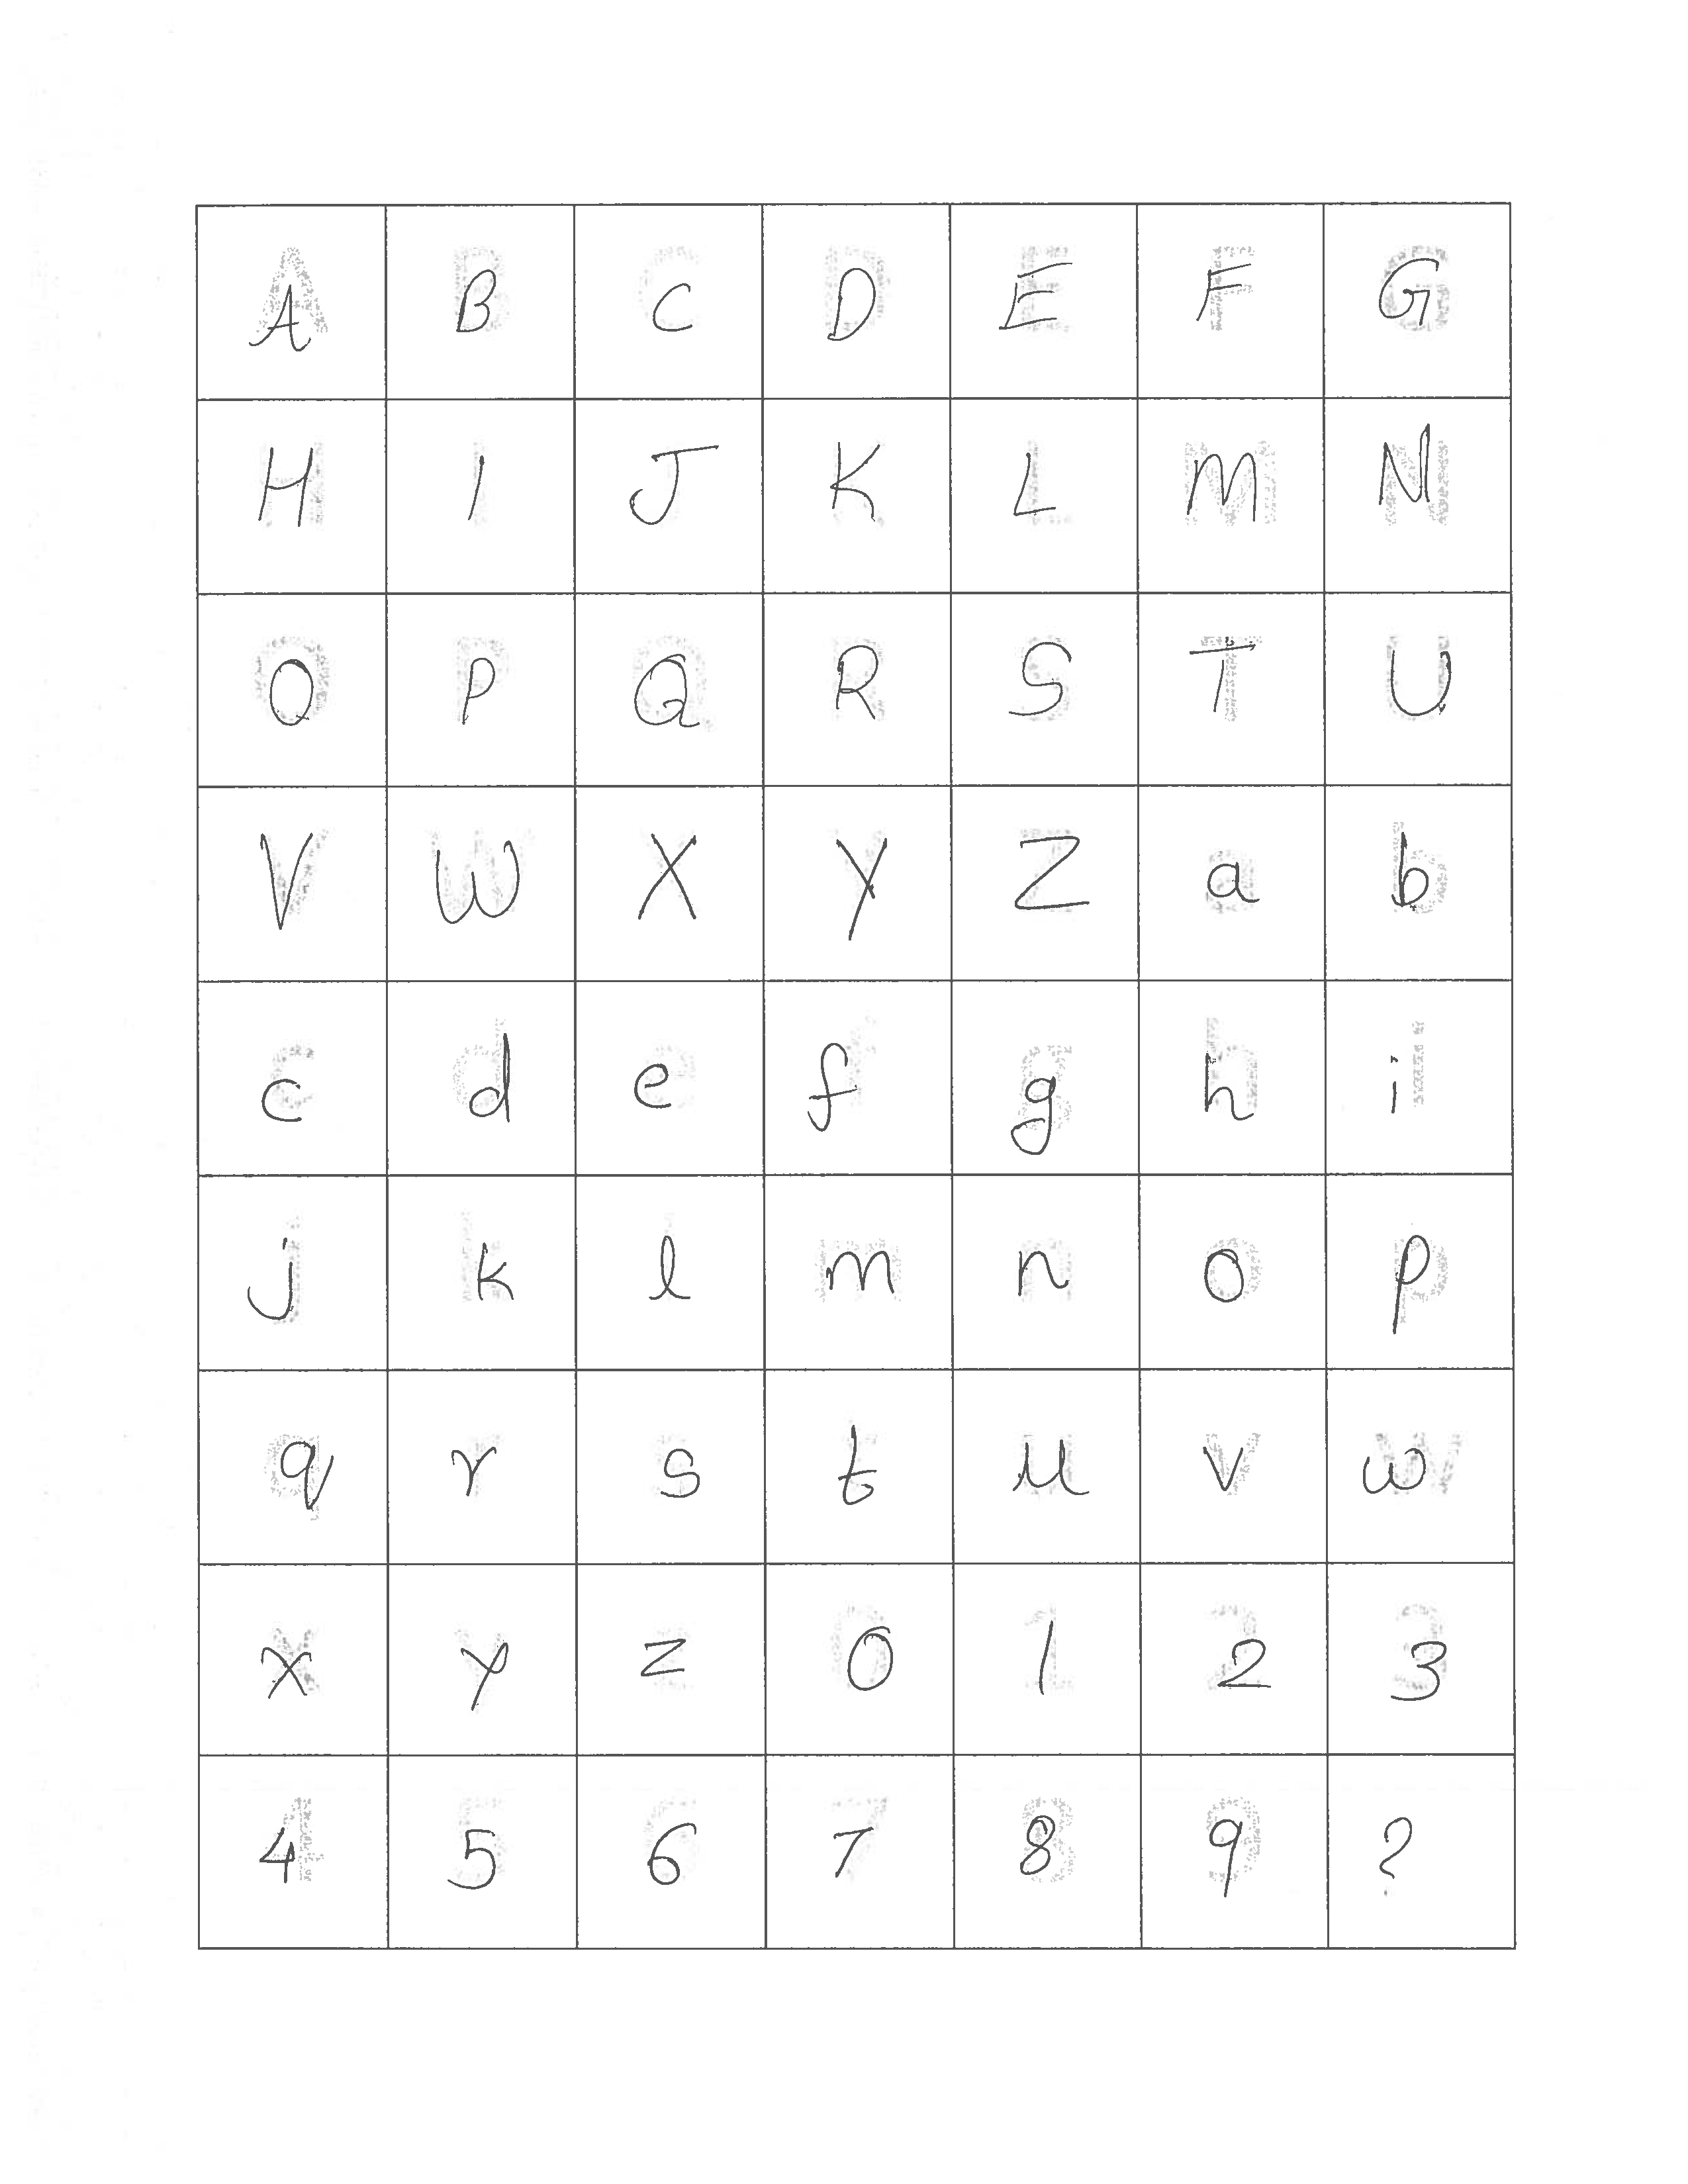 A B C D E F G
H I J K L M N
O P Q R S T U
V W X Y Z a b
c d e f g h i
j k l m n o p
q r s t u v w
x y z 0 1 2 3
4 5 6 7 8 9 ?